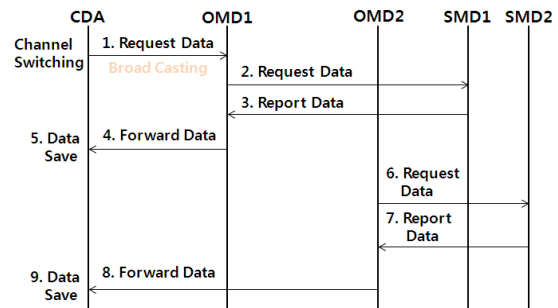 CDA OMD1 OMD2 SMD1 SMD2
Channel
Switching
1. Request Data
Broad Casting
2. Request Data
3. Report Data
4. Forward Data
5. Data
Save
6. Request
Data
7. Report
Data
8. Forward Data
9. Data
Save